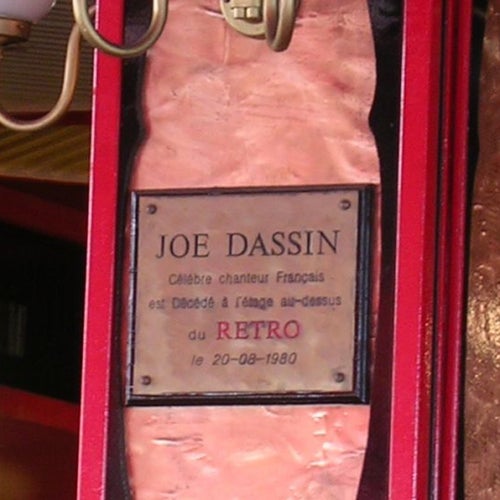 JOE DASSIN
Célèbre chanteur Français
est Décédé à l'étage au-dessus
du RETRO
le 20-08-1980